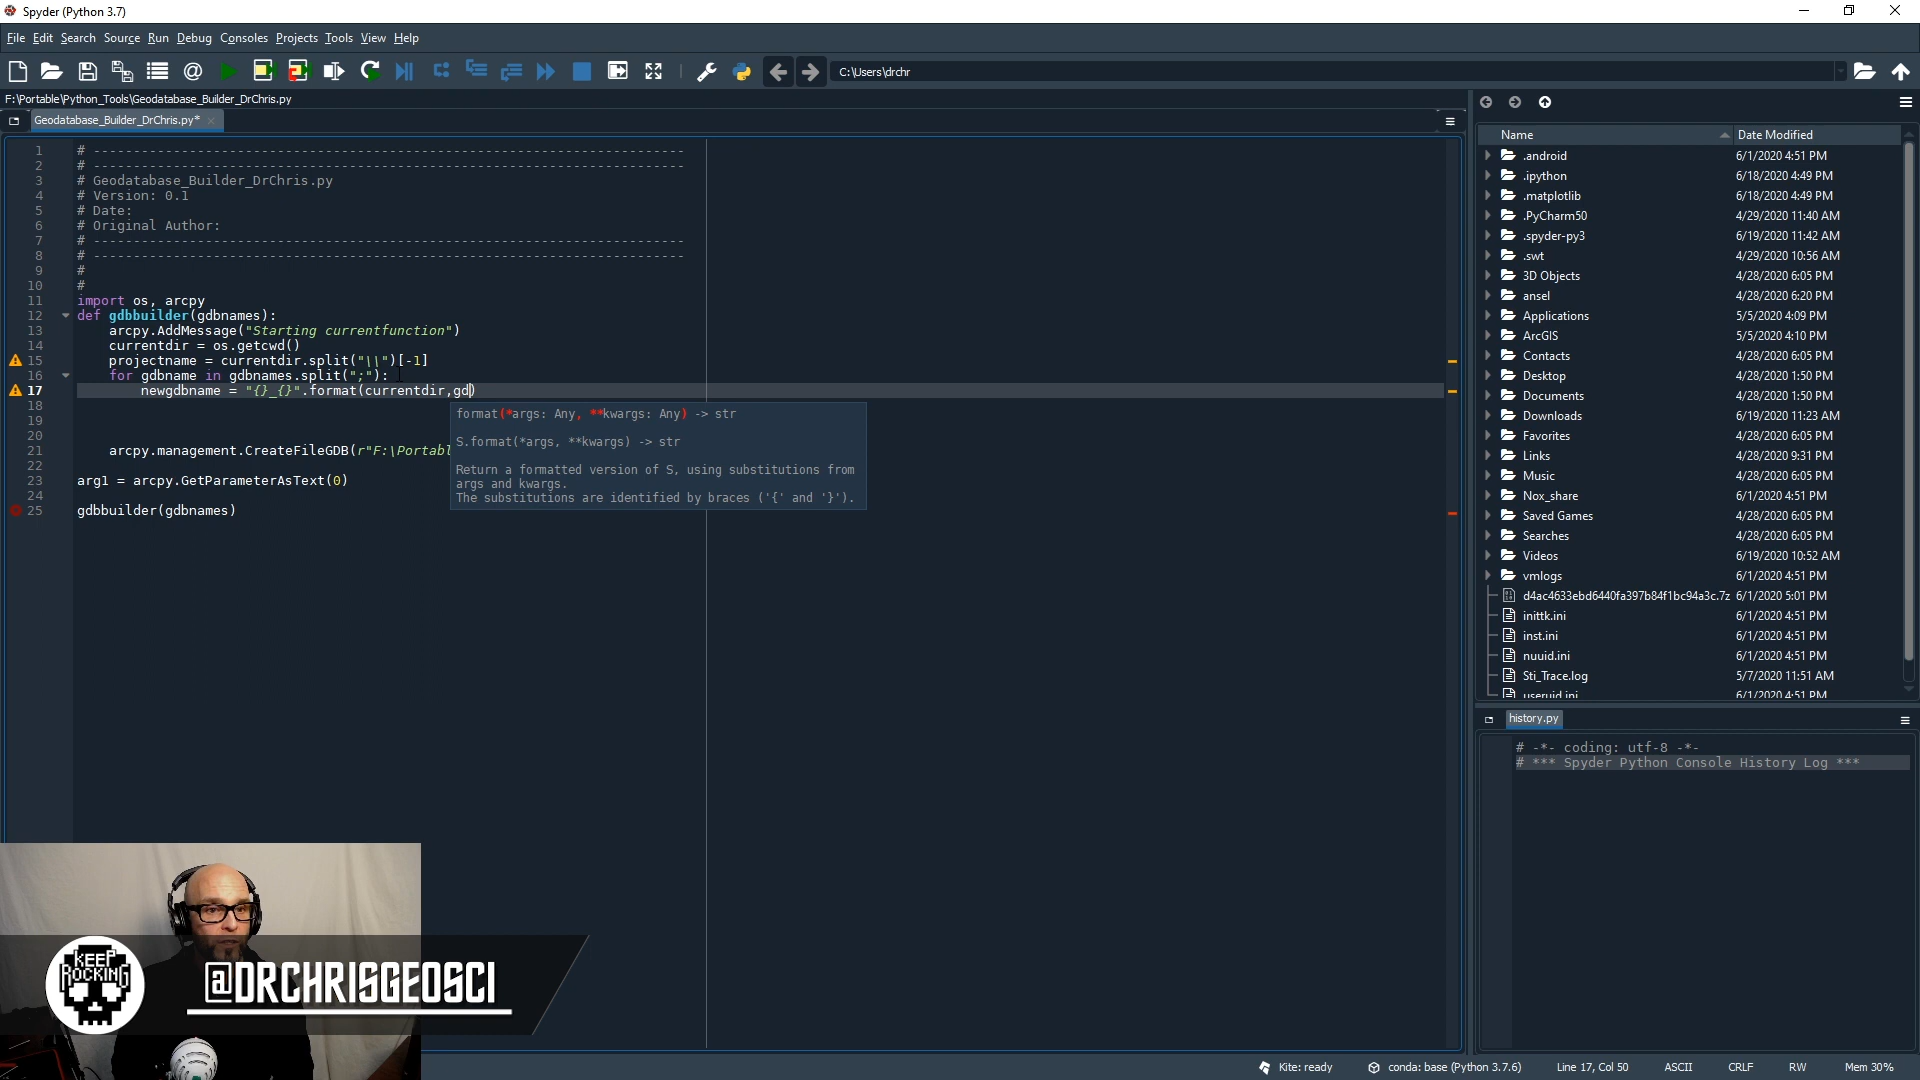 Spyder (Python 3.7)
File Edit Search Source Run Debug Consoles Projects Tools View Help
C:\Users\drchr
F:\Portable\Python_Tools\Geodatabase_Builder_DrChris.py
Geodatabase_Builder_DrChris.py*
1 # --------------------------------------------------------------------------
2 # --------------------------------------------------------------------------
3 # Geodatabase_Builder_DrChris.py
4 # Version: 0.1
5 # Date:
6 # Original Author:
7 # --------------------------------------------------------------------------
8 # --------------------------------------------------------------------------
9 #
10 #
11 import os, arcpy
12 def gdbbuilder(gdbnames):
13 arcpy.AddMessage("Starting currentfunction")
14 currentdir = os.getcwd()
15 projectname = currentdir.split("\\")[-1]
16 for gdbname in gdbnames.split(";"):
17 newgdbname = "{}_{}".format(currentdir,gd)
18
19
20
21 arcpy.management.CreateFileGDB(r"F:\Portabl
22
23 arg1 = arcpy.GetParameterAsText(0)
24
25 gdbbuilder(gdbnames)
format(*args: Any, **kwargs: Any) -> str
S.format(*args, **kwargs) -> str
Return a formatted version of S, using substitutions from
args and kwargs.
The substitutions are identified by braces ('{' and '}').
Name Date Modified
.android 6/1/2020 4:51 PM
.ipython 6/18/2020 4:49 PM
.matplotlib 6/18/2020 4:49 PM
.PyCharm50 4/29/2020 11:40 AM
.spyder-py3 6/19/2020 11:42 AM
.swt 4/29/2020 10:56 AM
3D Objects 4/28/2020 6:05 PM
ansel 4/28/2020 6:20 PM
Applications 5/5/2020 4:09 PM
ArcGIS 5/5/2020 4:10 PM
Contacts 4/28/2020 6:05 PM
Desktop 4/28/2020 1:50 PM
Documents 4/28/2020 1:50 PM
Downloads 6/19/2020 11:23 AM
Favorites 4/28/2020 6:05 PM
Links 4/28/2020 9:31 PM
Music 4/28/2020 6:05 PM
Nox_share 6/1/2020 4:51 PM
Saved Games 4/28/2020 6:05 PM
Searches 4/28/2020 6:05 PM
Videos 6/19/2020 10:52 AM
vmlogs 6/1/2020 4:51 PM
d4ac4633ebd6440fa397b84f1bc94a3c.7z 6/1/2020 5:01 PM
inittk.ini 6/1/2020 4:51 PM
inst.ini 6/1/2020 4:51 PM
nuuid.ini 6/1/2020 4:51 PM
Sti_Trace.log 5/7/2020 11:51 AM
useruid.ini 6/1/2020 4:51 PM
history.py
# -*- coding: utf-8 -*-
# *** Spyder Python Console History Log ***
KEEP
ROCKING
@DRCHRISGEOSCI
Kite: ready conda: base (Python 3.7.6) Line 17, Col 50 ASCII CRLF RW Mem 30%